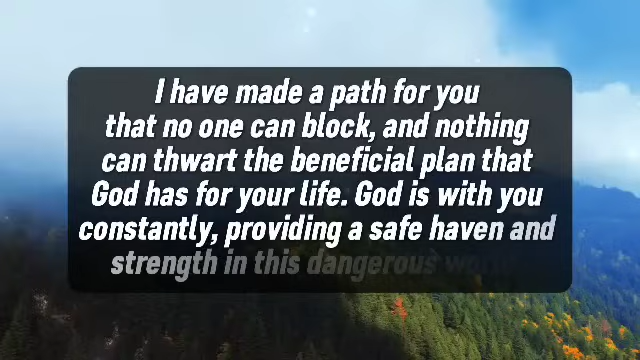 I have made a path for you
that no one can block, and nothing
can thwart the beneficial plan that
God has for your life. God is with you
constantly, providing a safe haven and
strength in this dangerous